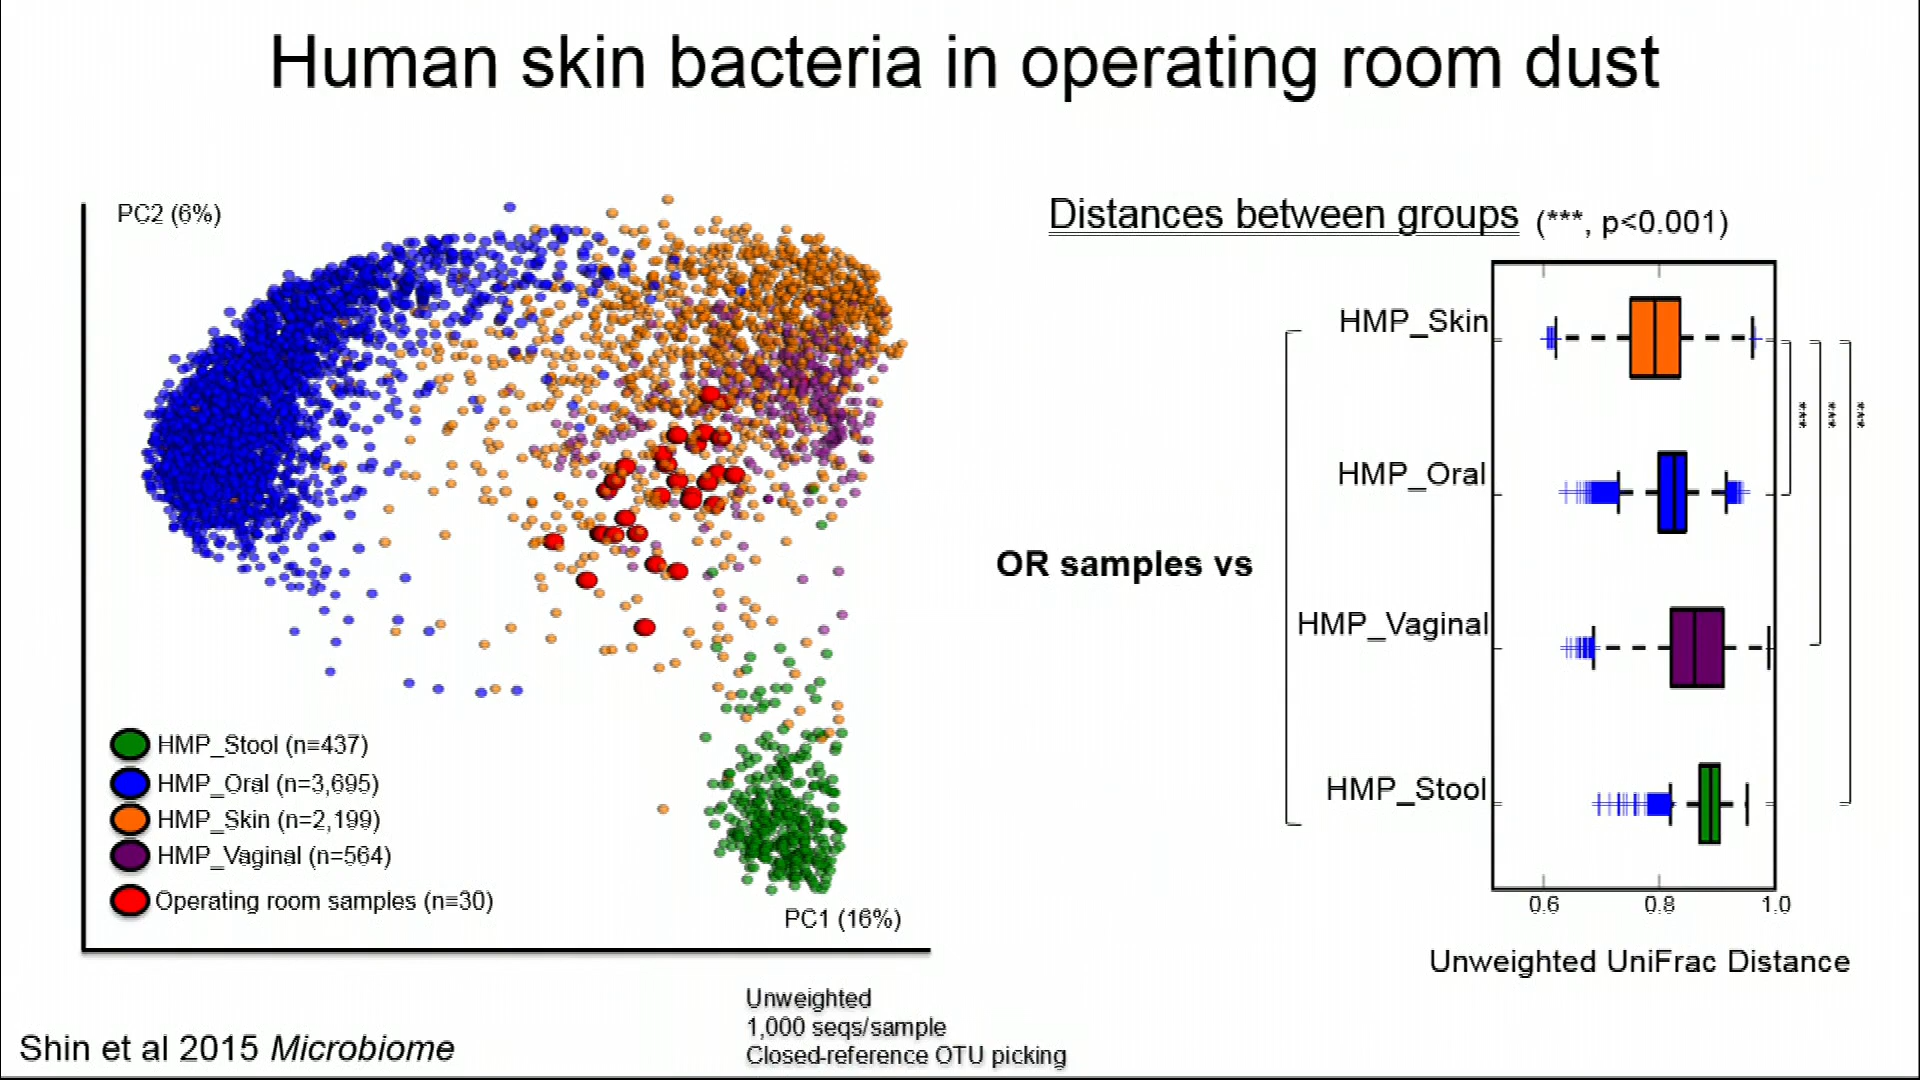 Human skin bacteria in operating room dust
PC2 (6%)
HMP_Stool (n=437)
HMP_Oral (n=3,695)
HMP_Skin (n=2,199)
HMP_Vaginal (n=564)
Operating room samples (n=30)
PC1 (16%)
Unweighted
1,000 seqs/sample
Closed-reference OTU picking
Shin et al 2015 Microbiome
Distances between groups (***, p<0.001)
OR samples vs
HMP_Skin
HMP_Oral
HMP_Vaginal
HMP_Stool
*** *** ***
0.6 0.8 1.0
Unweighted UniFrac Distance